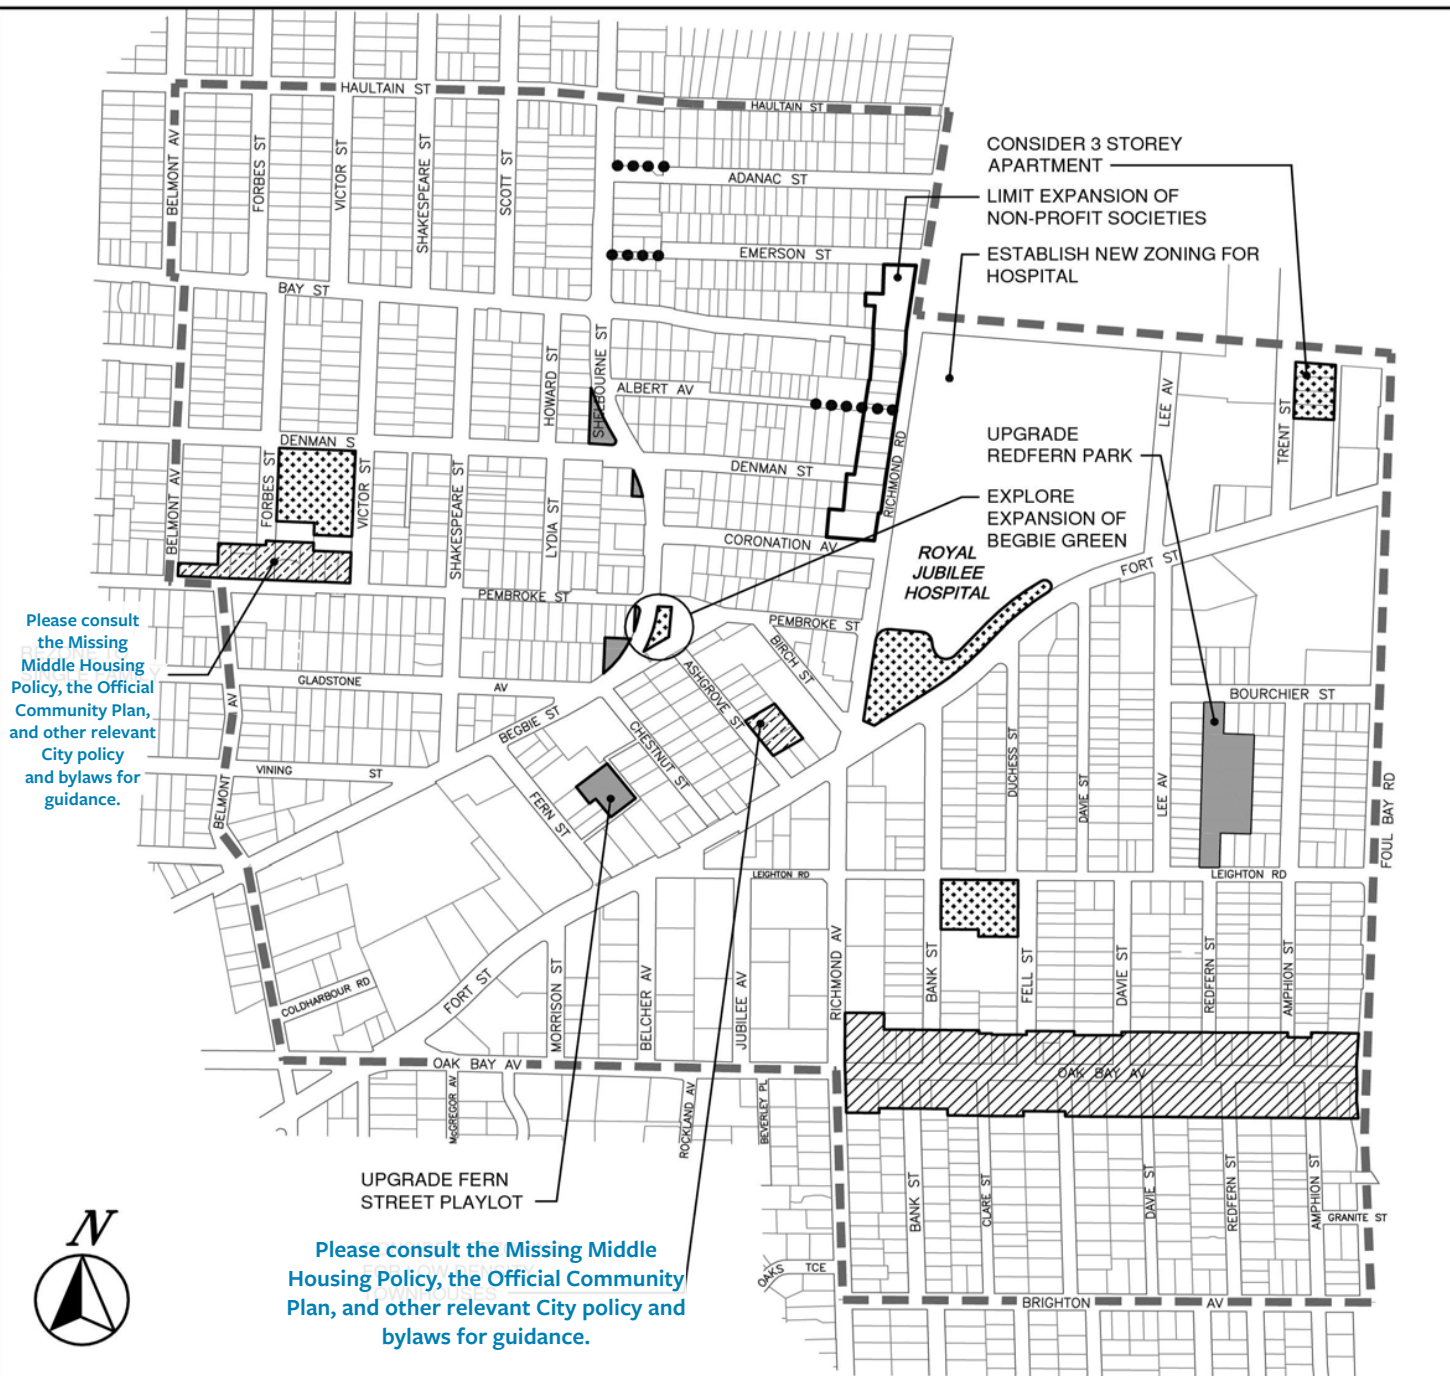 HAULTAIN ST
HAULTAIN ST
BELMONT AV
FORBES ST
VICTOR ST
SHAKESPEARE ST
SCOTT ST
ADANAC ST
EMERSON ST
CONSIDER 3 STOREY
APARTMENT
LIMIT EXPANSION OF
NON-PROFIT SOCIETIES
ESTABLISH NEW ZONING FOR
HOSPITAL
BAY ST
HOWARD ST
SHELBOURNE ST
ALBERT AV
LEE AV
TRENT ST
RICHMOND RD
UPGRADE
REDFERN PARK
DENMAN S
DENMAN ST
BELMONT AV
FORBES ST
VICTOR ST
SHAKESPEARE ST
LYDIA ST
EXPLORE
EXPANSION OF
BEGBIE GREEN
CORONATION AV
ROYAL
JUBILEE
HOSPITAL
FORT ST
PEMBROKE ST
PEMBROKE ST
Please consult
the Missing
Middle Housing
Policy, the Official
Community Plan,
and other relevant
City policy
and bylaws for
guidance.
REZONE TO
SINGLE FAMILY
GLADSTONE
AV
AV
BIRCH ST
ASHGROVE ST
BOURCHIER ST
BEGBIE ST
CHESTNUT ST
VINING
ST
BELMONT
FERN ST
DUCHESS ST
DAVIE ST
LEE AV
FOUL BAY RD
LEIGHTON RD
LEIGHTON RD
COLDHARBOUR RD
FORT ST
MORRISON ST
BELCHER AV
JUBILEE AV
RICHMOND AV
BANK ST
FELL ST
DAVIE ST
REDFERN ST
AMPHION ST
OAK BAY AV
OAK BAY AV
McGREGOR AV
ROCKLAND AV
BEVERLEY PL
UPGRADE FERN
STREET PLAYLOT
BANK ST
CLARE ST
DAVIE ST
REDFERN ST
AMPHION ST
GRANITE ST
N
Please consult the Missing Middle
Housing Policy, the Official Community
Plan, and other relevant City policy and
bylaws for guidance.
FOR LOW DENSITY
TOWNHOUSES
OAKS TCE
BRIGHTON
AV